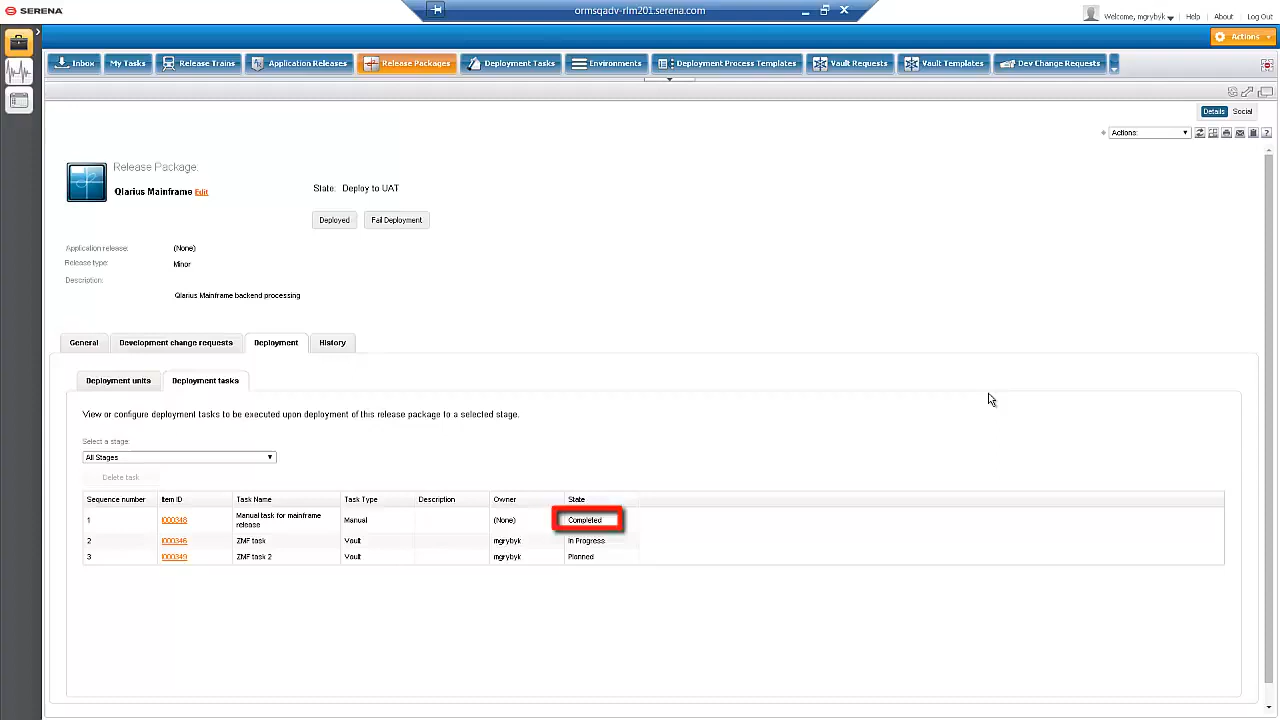 SERENA
ormsqadv-rlm201.serena.com
Welcome, mgrybyk
Help
About
Log Out
Actions
Inbox
My Tasks
Release Trains
Application Releases
Release Packages
Deployment Tasks
Environments
Deployment Process Templates
Vault Requests
Vault Templates
Dev Change Requests
Details
Social
Actions:
Release Package:
Qlarius Mainframe Edit
State: Deploy to UAT
Deployed
Fail Deployment
Application release: (None)
Release type: Minor
Description:
Qlarius Mainframe backend processing
General
Development change requests
Deployment
History
Deployment units
Deployment tasks
View or configure deployment tasks to be executed upon deployment of this release package to a selected stage.
Select a stage:
All Stages
Delete task
Sequence number Item ID Task Name Task Type Description Owner State
1 I000348 Manual task for mainframe release Manual (None) Completed
2 I000346 ZMF task Vault mgrybyk In Progress
3 I000349 ZMF task 2 Vault mgrybyk Planned